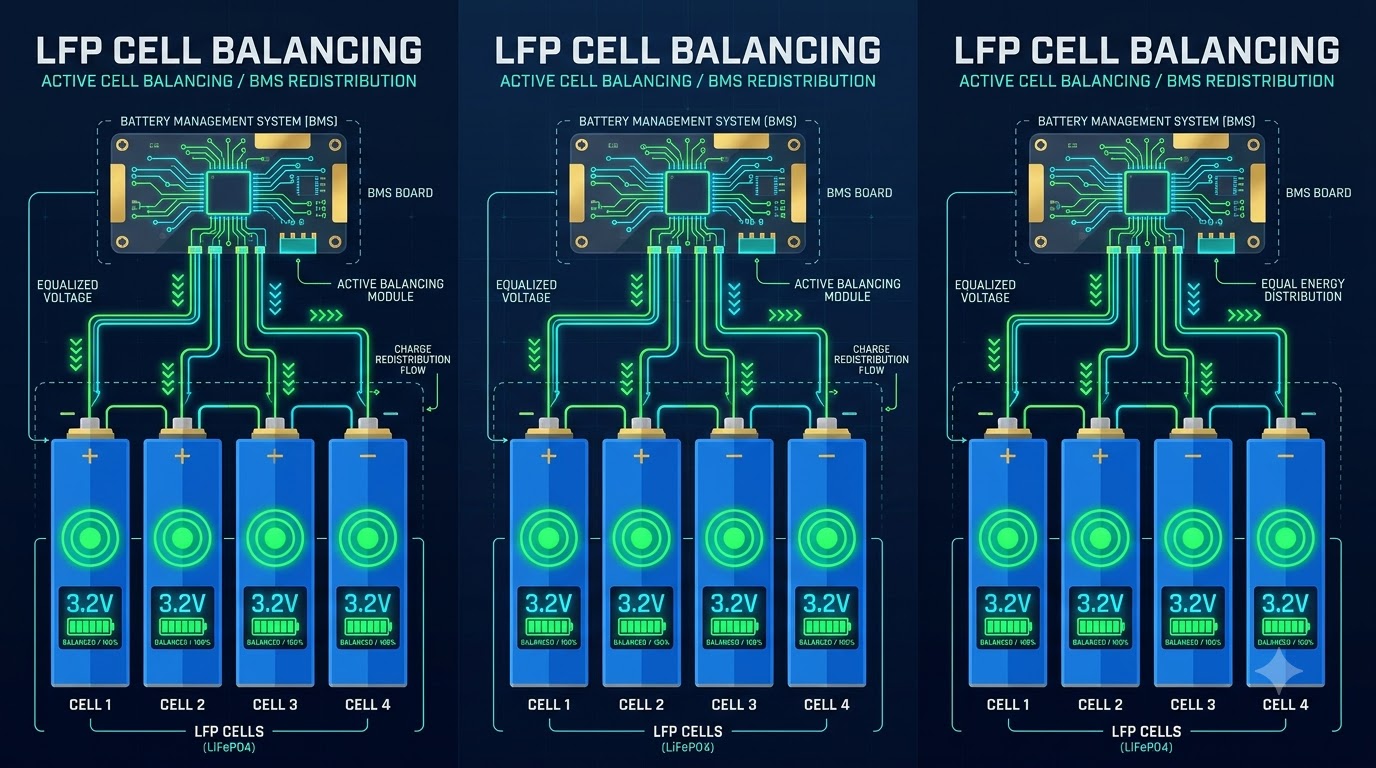 LFP CELL BALANCING
ACTIVE CELL BALANCING / BMS REDISTRIBUTION
BATTERY MANAGEMENT SYSTEM (BMS)
BMS BOARD
EQUALIZED
VOLTAGE
ACTIVE BALANCING
MODULE
CHARGE
REDISTRIBUTION
FLOW
+ + + −
3.2V 3.2V 3.2V 3.2V
CELL 1 CELL 2 CELL 3 CELL 4
LFP CELLS
(LiFePO4)
LFP CELL BALANCING
ACTIVE CELL BALANCING / BMS REDISTRIBUTION
BATTERY MANAGEMENT SYSTEM (BMS)
BMS BOARD
EQUALIZED
VOLTAGE
ACTIVE BALANCING
MODULE
CHARGE
REDISTRIBUTION
FLOW
+ + − −
3.2V 3.2V 3.2V 3.2V
CELL 1 CELL 2 CELL 3 CELL 4
LFP CELLS
LFP CELL BALANCING
ACTIVE CELL BALANCING / BMS REDISTRIBUTION
BATTERY MANAGEMENT SYSTEM (BMS)
BMS BOARD
EQUALIZED
VOLTAGE
EQUAL ENERGY
DISTRIBUTION
+ + − −
3.2V 3.2V 3.2V 3.2V
CELL 1 CELL 2 CELL 3 CELL 4
LFP CELLS
(LiFePO4)